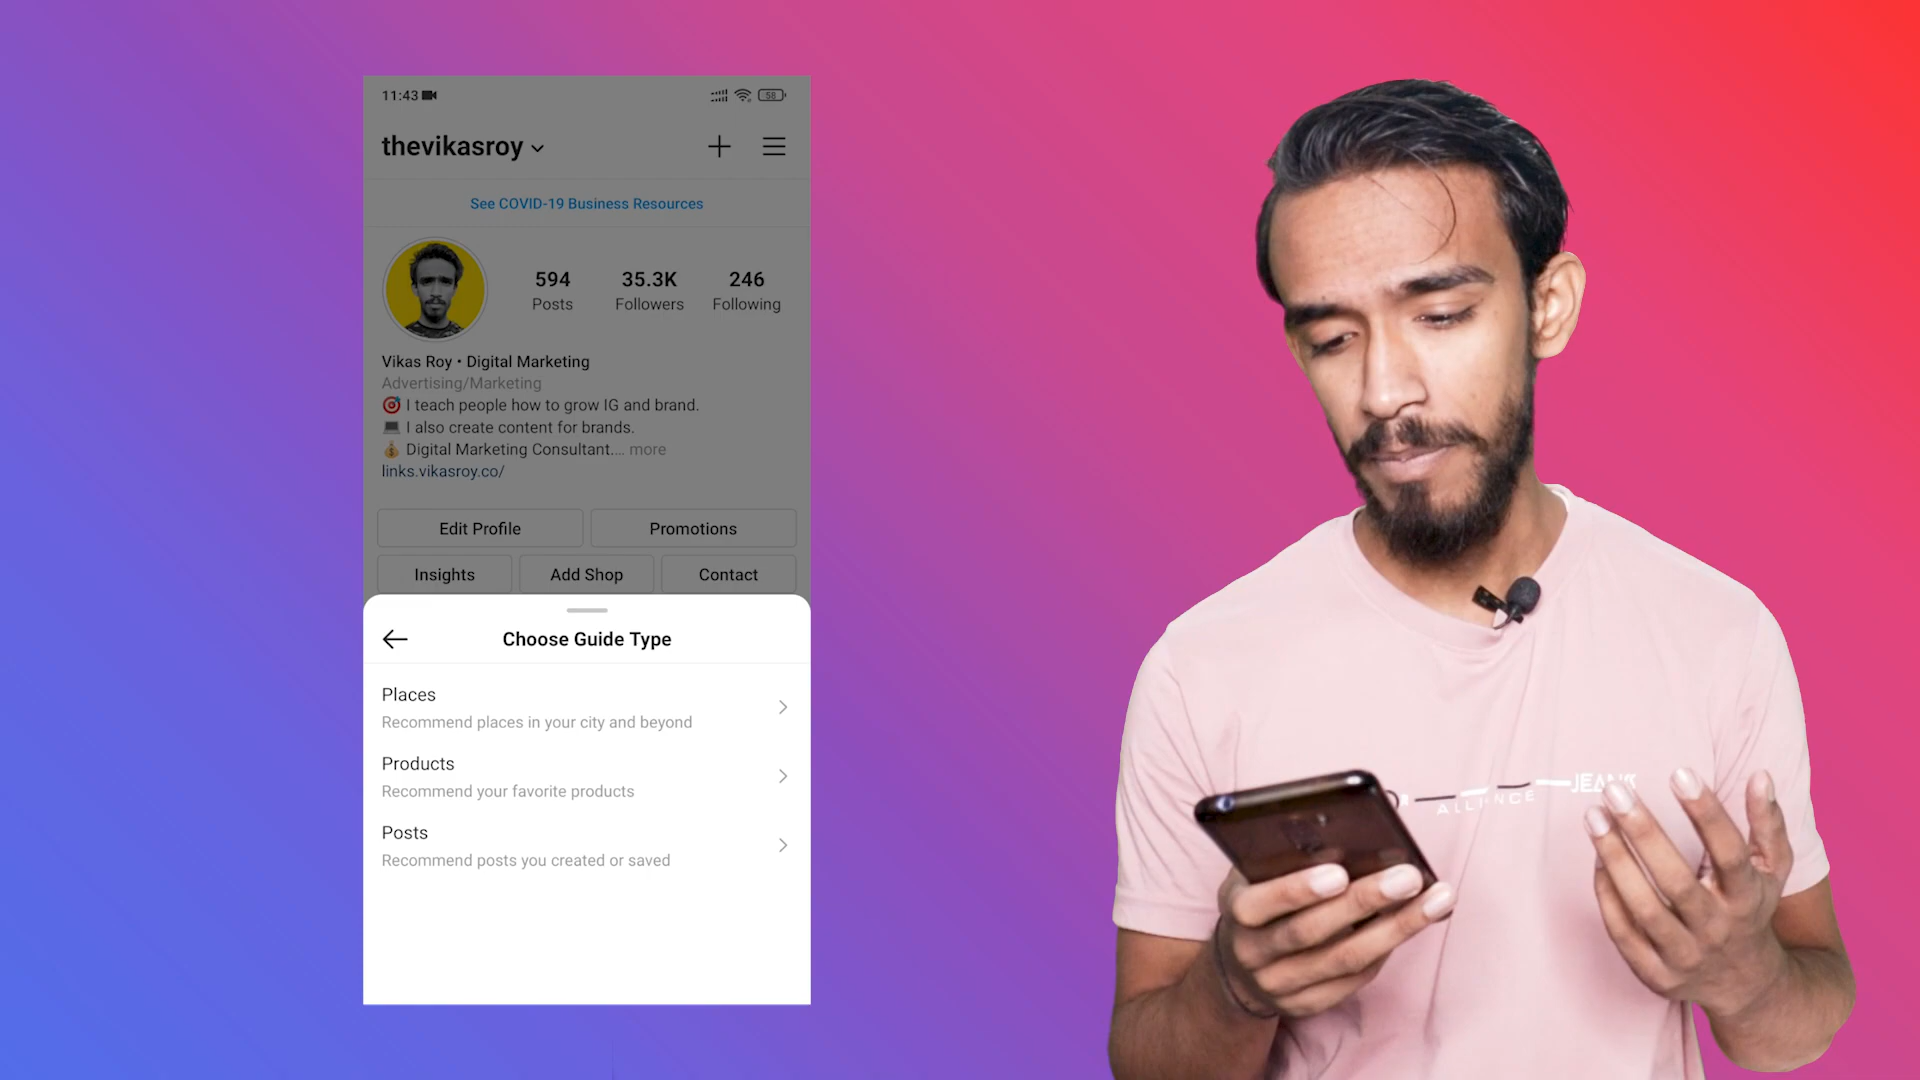 11:43
58
thevikasroy
See COVID-19 Business Resources
594
35.3K
246
Posts
Followers
Following
Vikas Roy • Digital Marketing
Advertising/Marketing
🎯 I teach people how to grow IG and brand.
💻 I also create content for brands.
💰 Digital Marketing Consultant.... more
links.vikasroy.co/
Edit Profile
Promotions
Insights
Add Shop
Contact
Choose Guide Type
Places
Recommend places in your city and beyond
Products
Recommend your favorite products
Posts
Recommend posts you created or saved
JEANS
ALLIANCE